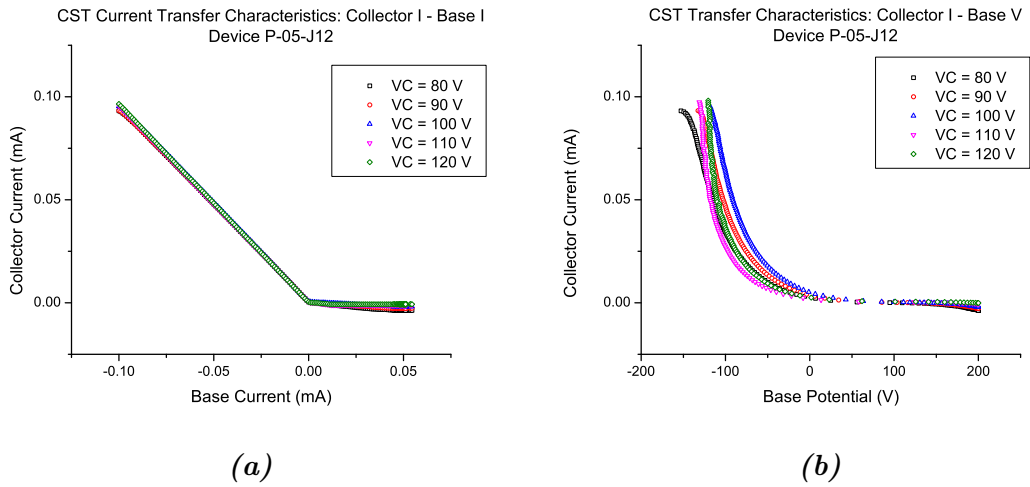 CST Current Transfer Characteristics: Collector I - Base I
Device P-05-J12
VC = 80 V
VC = 90 V
VC = 100 V
VC = 110 V
VC = 120 V
0.10
0.05
0.00
Collector Current (mA)
-0.10
-0.05
0.00
0.05
Base Current (mA)
(a)
CST Transfer Characteristics: Collector I - Base V
Device P-05-J12
VC = 80 V
VC = 90 V
VC = 100 V
VC = 110 V
VC = 120 V
0.10
0.05
0.00
Collector Current (mA)
-200
-100
0
100
200
Base Potential (V)
(b)